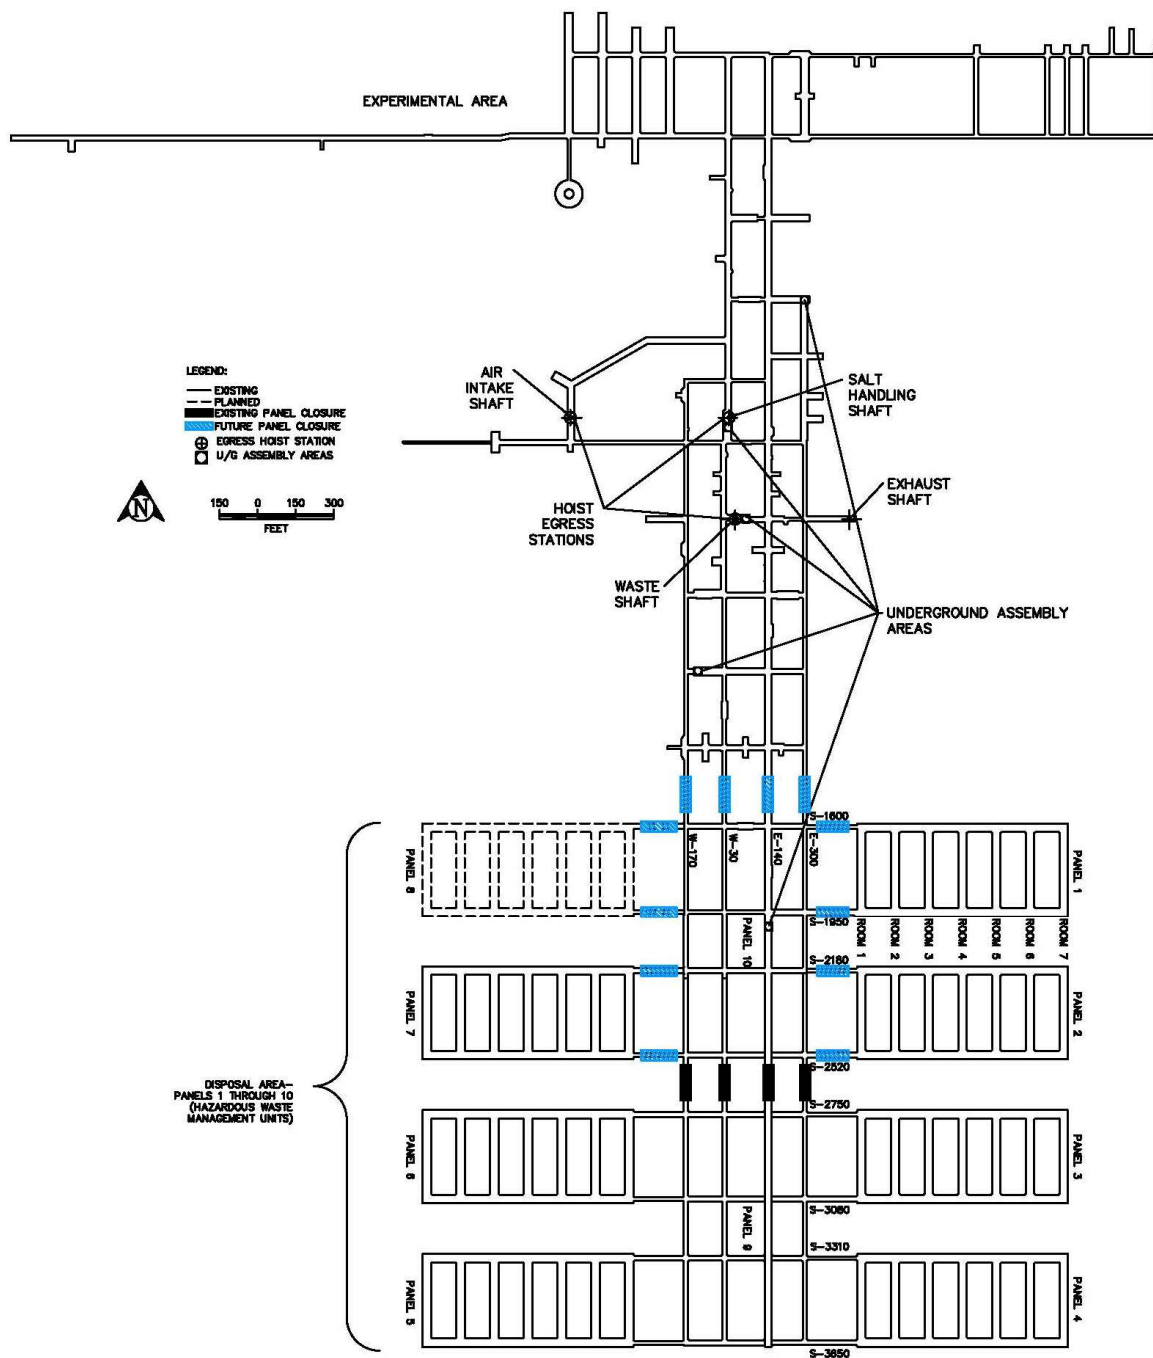 EXPERIMENTAL AREA
LEGEND:
EXISTING
PLANNED
EXISTING PANEL CLOSURE
FUTURE PANEL CLOSURE
EGRESS HOIST STATION
U/G ASSEMBLY AREAS
N
150 0 150 300
FEET
AIR
INTAKE
SHAFT
SALT
HANDLING
SHAFT
HOIST
EGRESS
STATIONS
EXHAUST
SHAFT
WASTE
SHAFT
UNDERGROUND ASSEMBLY
AREAS
S-1600
W-170
W-30
E-140
E-300
PANEL 8
PANEL 1
S-1950
PANEL 10
ROOM 1
ROOM 2
ROOM 3
ROOM 4
ROOM 5
ROOM 6
ROOM 7
S-2180
PANEL 7
PANEL 2
S-2520
S-2750
DISPOSAL AREA-
PANELS 1 THROUGH 10
(HAZARDOUS WASTE
MANAGEMENT UNITS)
PANEL 6
PANEL 3
S-3080
PANEL 9
S-3310
PANEL 5
PANEL 4
S-3650